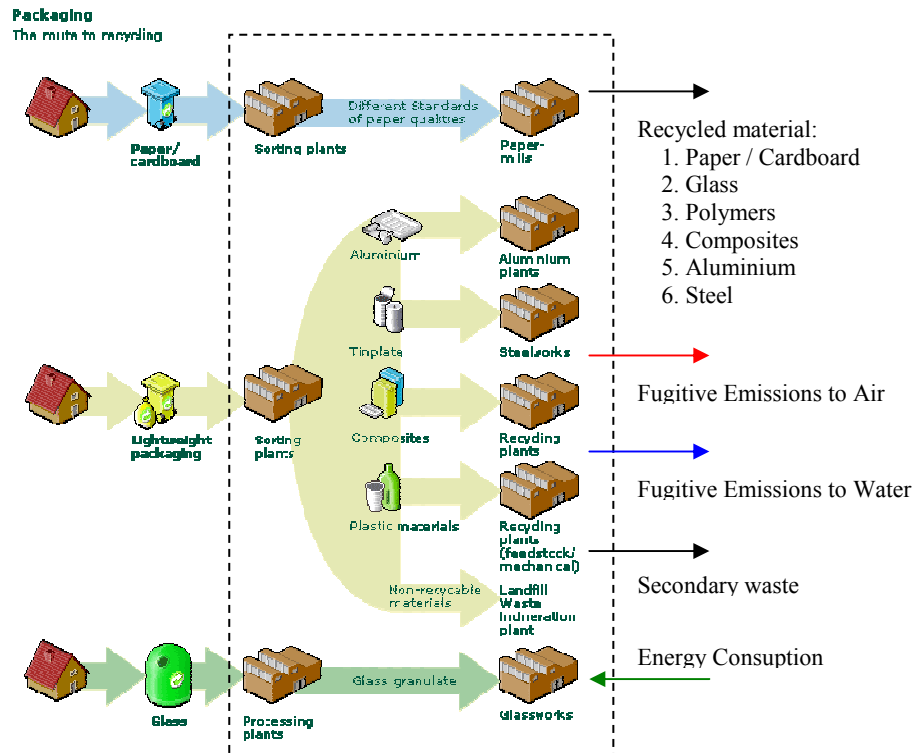 Packaging
The route to recycling
Paper/
cardboard
Sorting plants
Different Standards
of paper qualities
Paper-
mills
Recycled material:
1. Paper / Cardboard
2. Glass
3. Polymers
4. Composites
5. Aluminium
6. Steel
Aluminium
Aluminium
plants
Tinplate
Steelworks
Fugitive Emissions to Air
Lightweight
packaging
Sorting
plants
Composites
Recycling
plants
Fugitive Emissions to Water
Plastic materials
Recycling
plants
(feedstock/
mechanical)
Secondary waste
Non-recycable
materials
Landfill
Waste
Indineration
plant
Energy Consuption
Glass
Processing
plants
Glass granulate
Glassworks